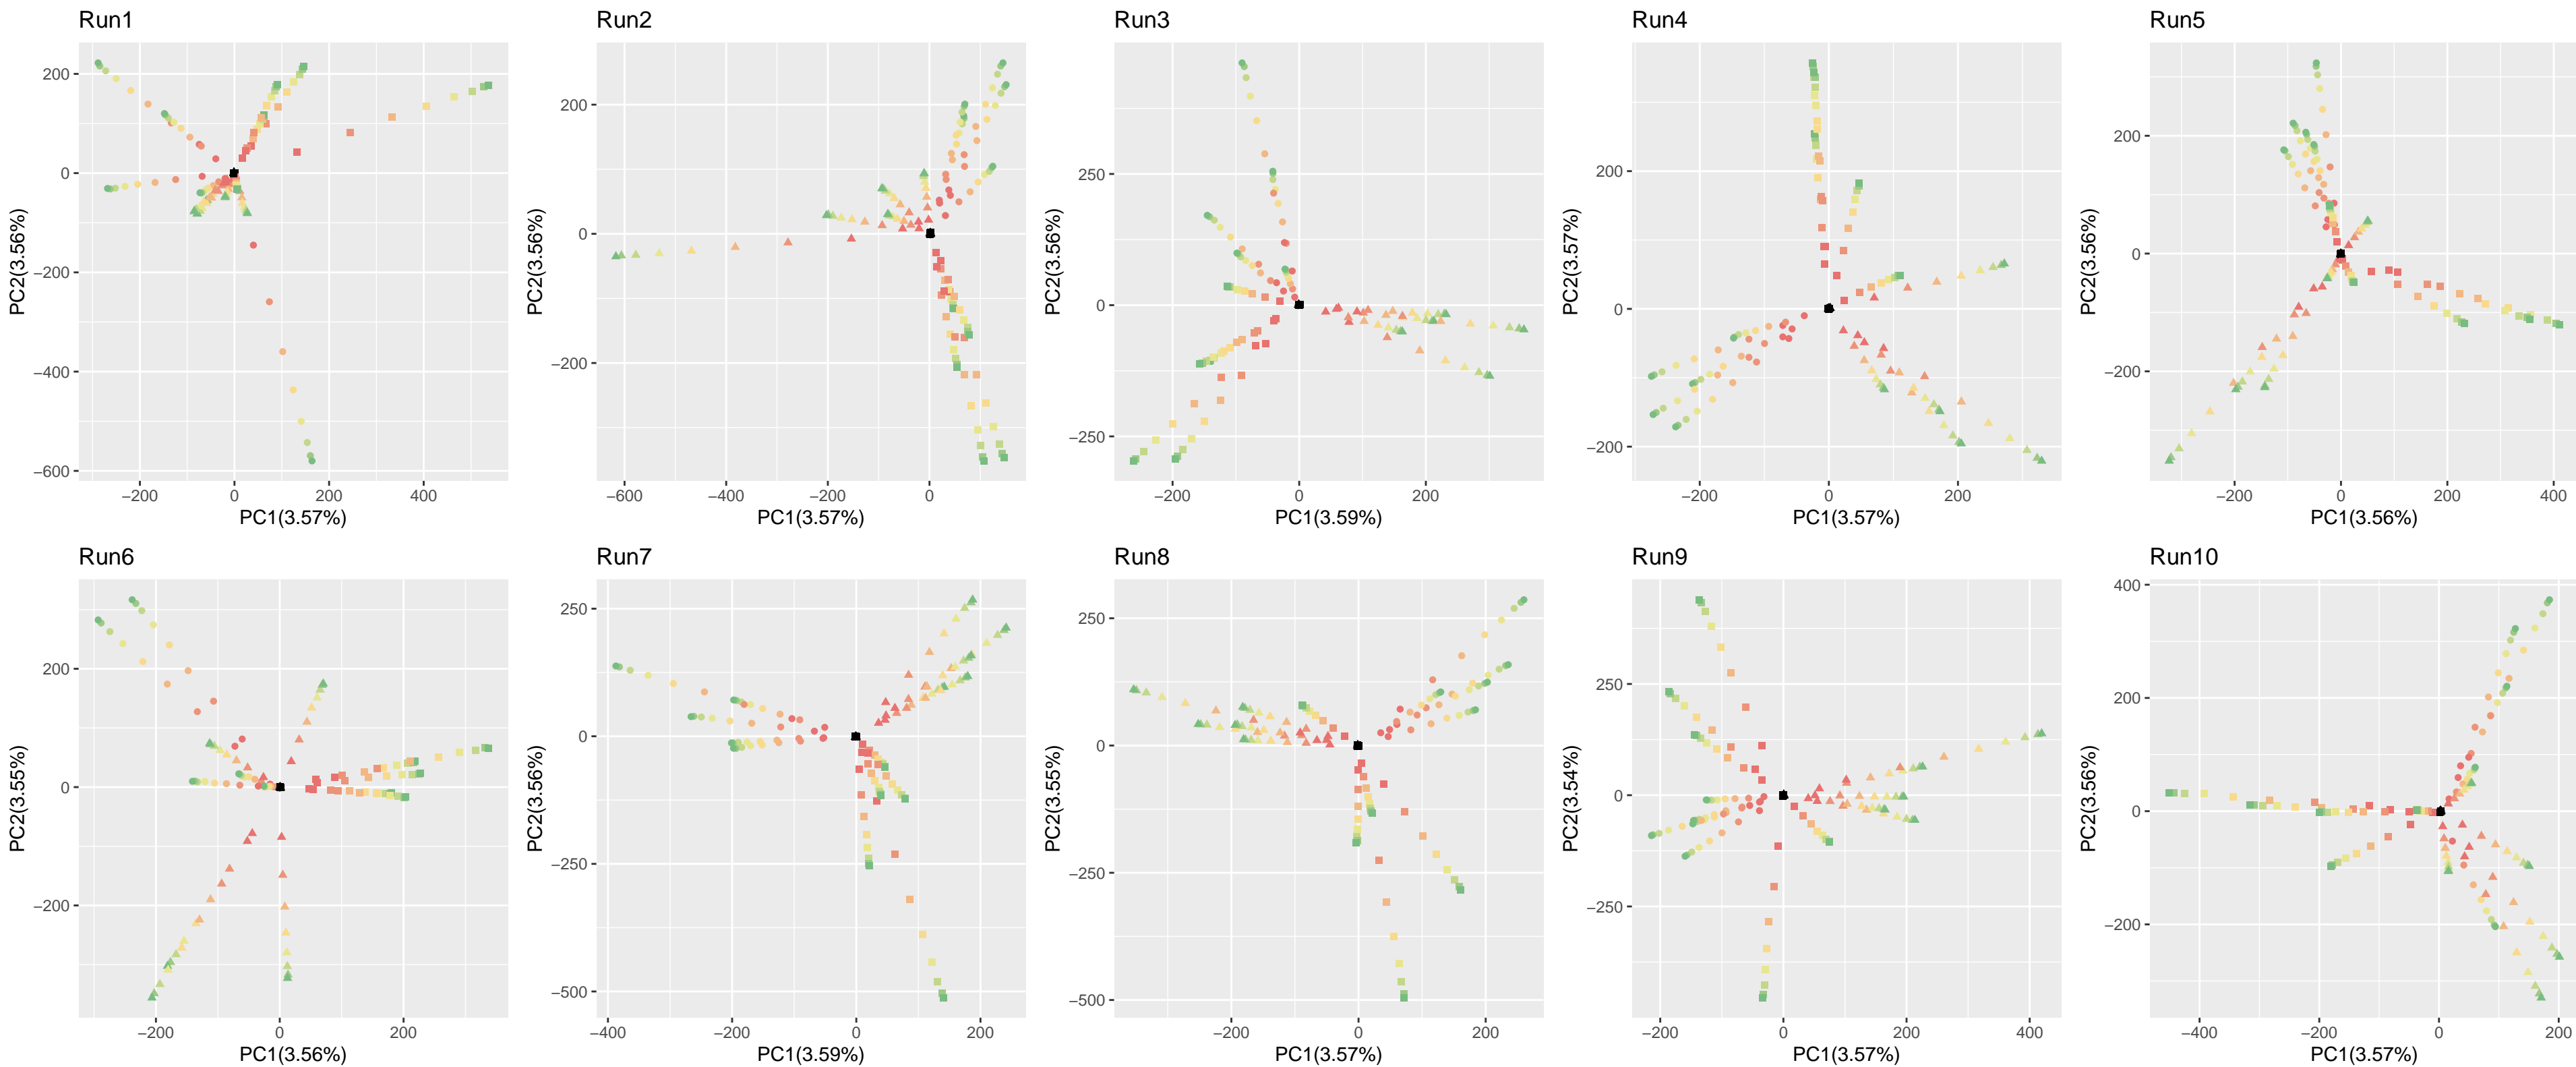 Run1
Run2
Run3
Run4
Run5
200
0
−200
−400
−600
−200
0
200
400
PC1(3.57%)
PC2(3.56%)
200
0
−200
−600
−400
−200
0
PC1(3.57%)
PC2(3.56%)
250
0
−250
−200
0
200
PC1(3.59%)
PC2(3.56%)
200
0
−200
−200
0
200
PC1(3.57%)
PC2(3.57%)
200
0
−200
−200
0
200
400
PC1(3.56%)
PC2(3.56%)
Run6
Run7
Run8
Run9
Run10
200
0
−200
−200
0
200
PC1(3.56%)
PC2(3.55%)
250
0
−250
−500
−400
−200
0
200
PC1(3.59%)
PC2(3.56%)
250
0
−250
−500
−200
0
200
PC1(3.57%)
PC2(3.55%)
250
0
−250
−200
0
200
400
PC1(3.57%)
PC2(3.54%)
400
200
0
−200
−400
−200
0
200
PC1(3.57%)
PC2(3.56%)